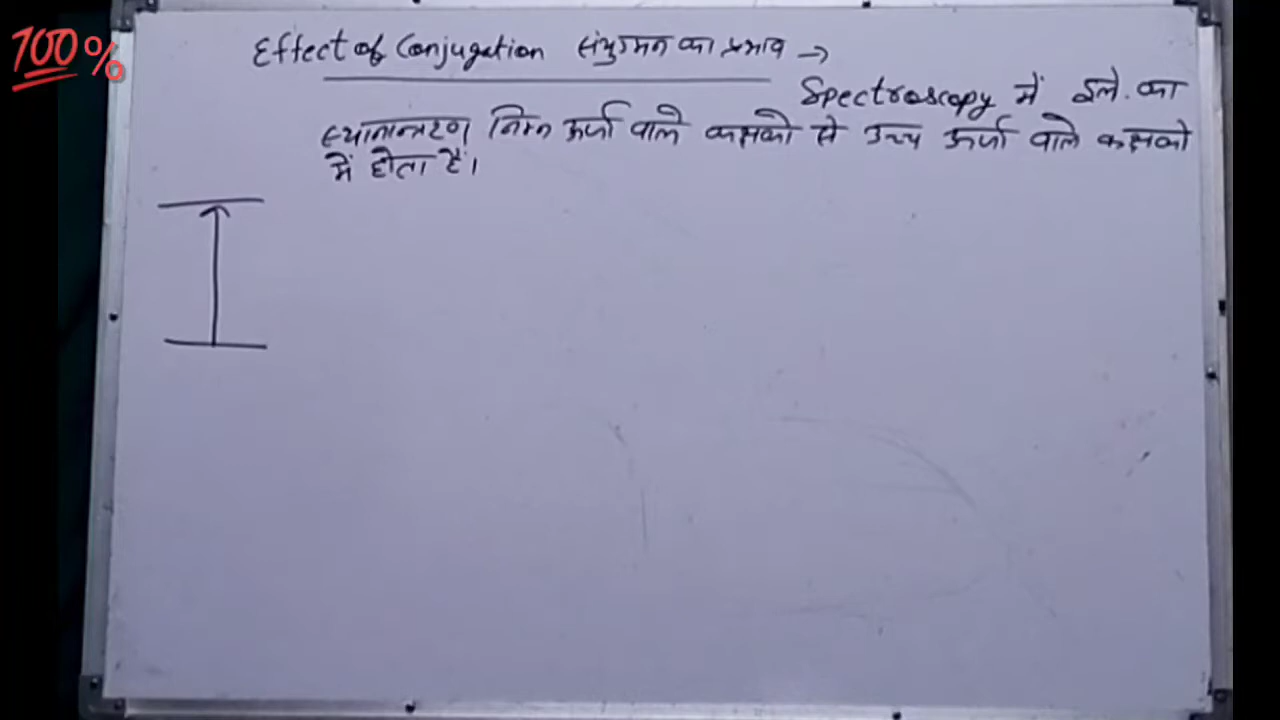 100%
Effect of Conjugation संयुग्मन का प्रभाव →
Spectroscopy में इले. का
स्थानान्तरण निम्न ऊर्जा वाले कक्षको से उच्च ऊर्जा वाले कक्षको
में होता हैं।